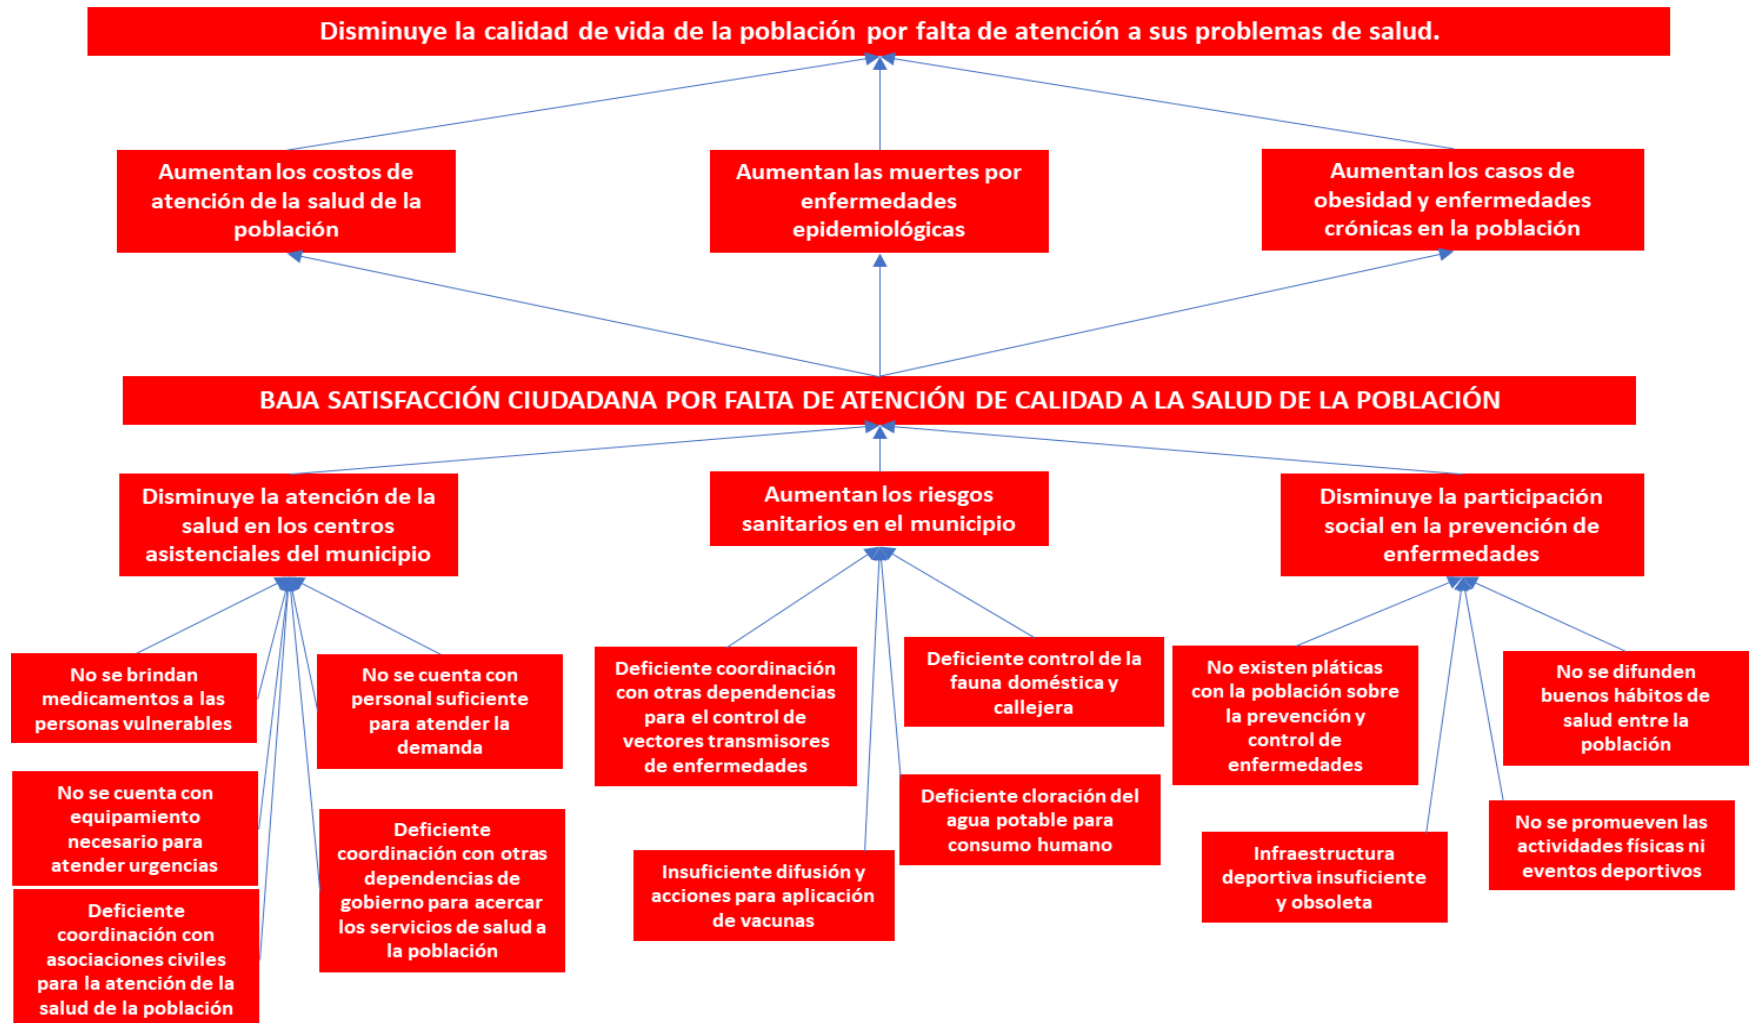 Disminuye la calidad de vida de la población por falta de atención a sus problemas de salud.
Aumentan los costos de
atención de la salud de la
población
Aumentan las muertes por
enfermedades
epidemiológicas
Aumentan los casos de
obesidad y enfermedades
crónicas en la población
BAJA SATISFACCIÓN CIUDADANA POR FALTA DE ATENCIÓN DE CALIDAD A LA SALUD DE LA POBLACIÓN
Disminuye la atención de la
salud en los centros
asistenciales del municipio
Aumentan los riesgos
sanitarios en el municipio
Disminuye la participación
social en la prevención de
enfermedades
No se brindan
medicamentos a las
personas vulnerables
No se cuenta con
personal suficiente
para atender la
demanda
No se cuenta con
equipamiento
necesario para
atender urgencias
Deficiente
coordinación con otras
dependencias de
gobierno para acercar
los servicios de salud a
la población
Deficiente
coordinación con
asociaciones civiles
para la atención de la
salud de la población
Deficiente coordinación
con otras dependencias
para el control de
vectores transmisores
de enfermedades
Deficiente control de la
fauna doméstica y
callejera
Deficiente cloración del
agua potable para
consumo humano
Insuficiente difusión y
acciones para aplicación
de vacunas
No existen pláticas
con la población sobre
la prevención y
control de
enfermedades
No se difunden
buenos hábitos de
salud entre la
población
Infraestructura
deportiva insuficiente
y obsoleta
No se promueven las
actividades físicas ni
eventos deportivos